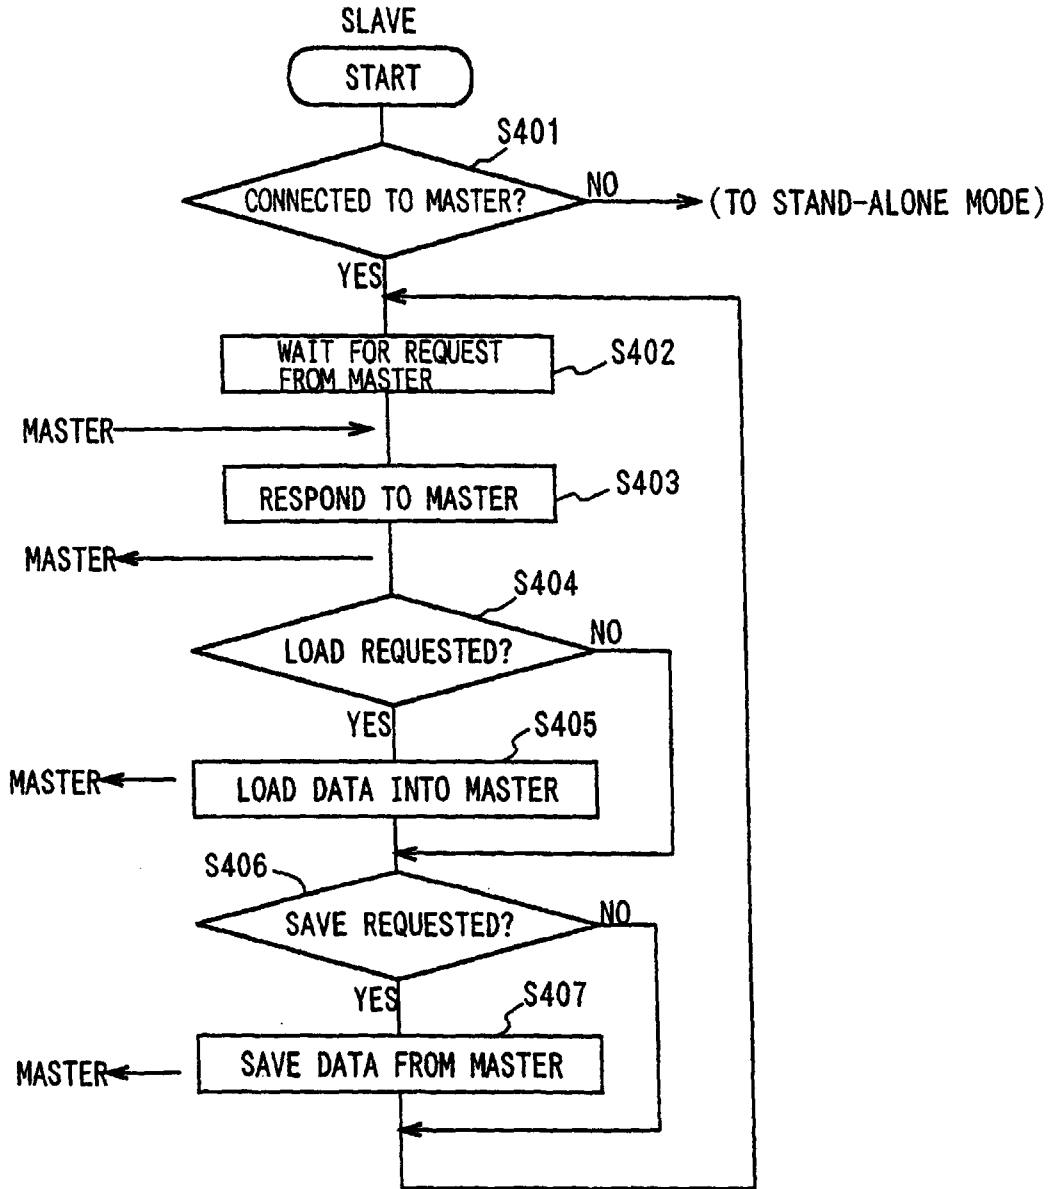 SLAVE
START
S401
CONNECTED TO MASTER?
NO
(TO STAND-ALONE MODE)
YES
WAIT FOR REQUEST
FROM MASTER
S402
MASTER
RESPOND TO MASTER
S403
MASTER
S404
LOAD REQUESTED?
NO
YES
S405
MASTER
LOAD DATA INTO MASTER
S406
SAVE REQUESTED?
NO
YES
S407
MASTER
SAVE DATA FROM MASTER